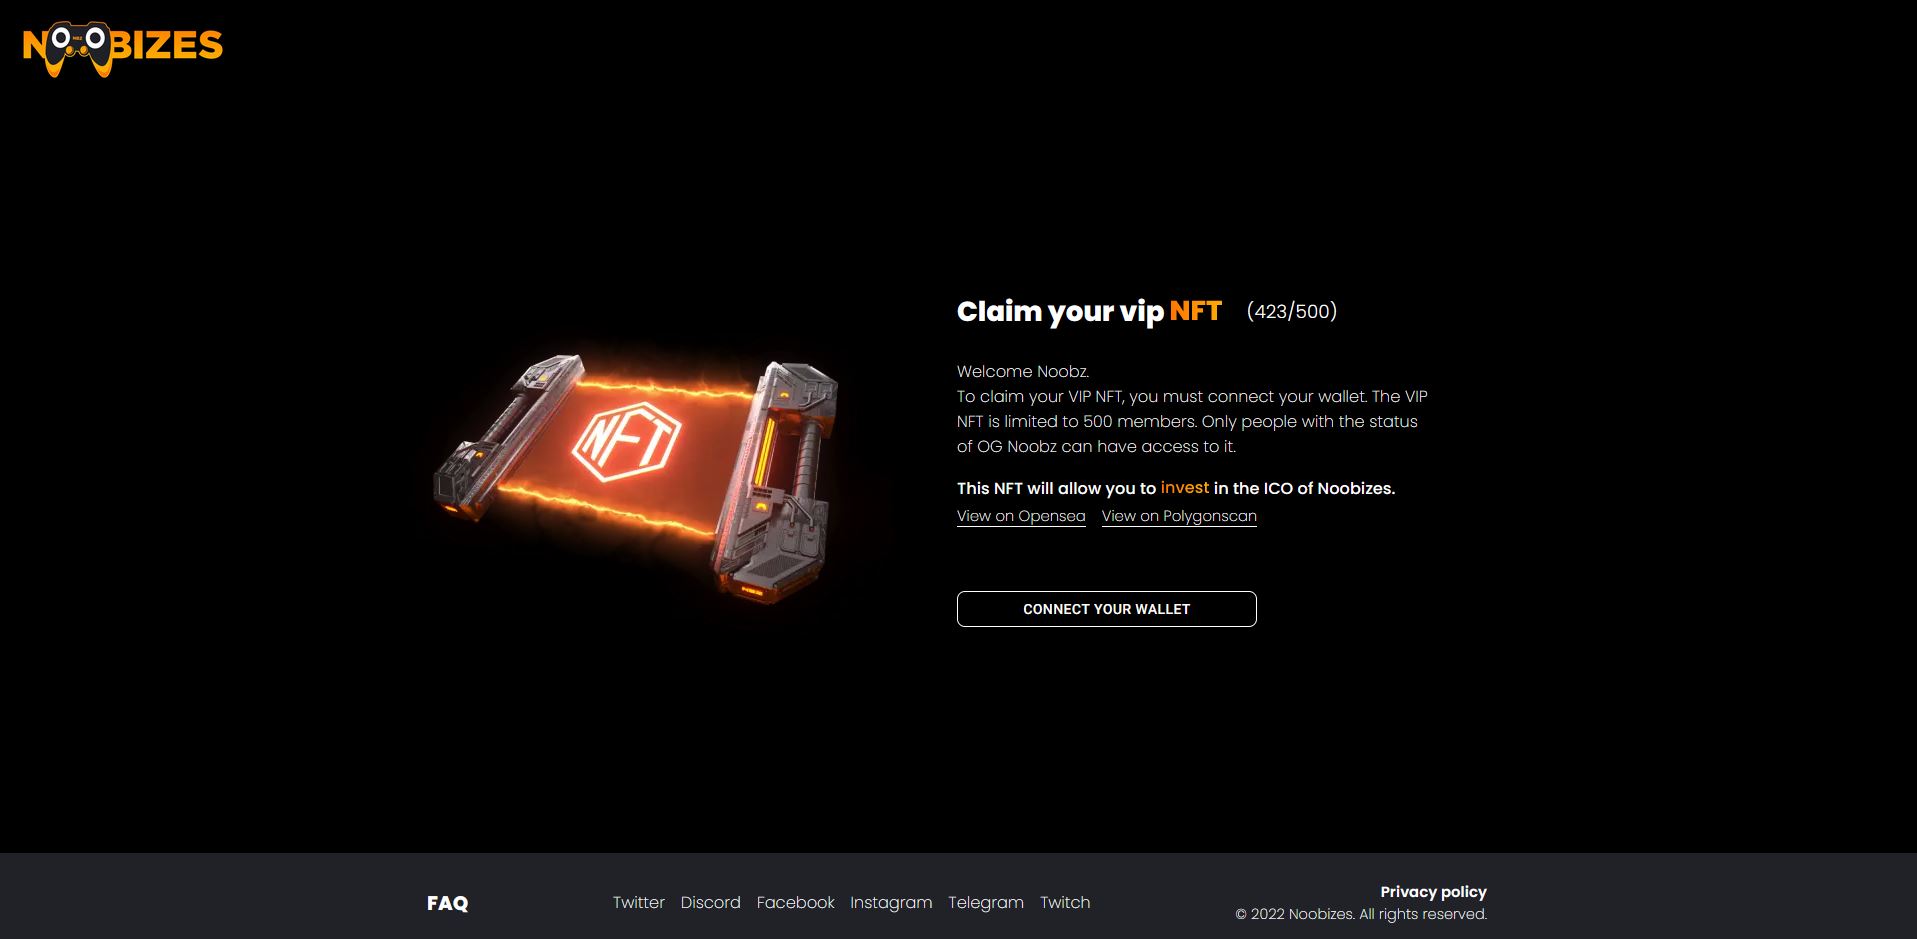 NOOBIZES
Claim your vip NFT (423/500)
Welcome Noobz.
To claim your VIP NFT, you must connect your wallet. The VIP
NFT is limited to 500 members. Only people with the status
of OG Noobz can have access to it.
This NFT will allow you to invest in the ICO of Noobizes.
View on Opensea View on Polygonscan
CONNECT YOUR WALLET
NFT
FAQ
Twitter Discord Facebook Instagram Telegram Twitch
Privacy policy
© 2022 Noobizes. All rights reserved.